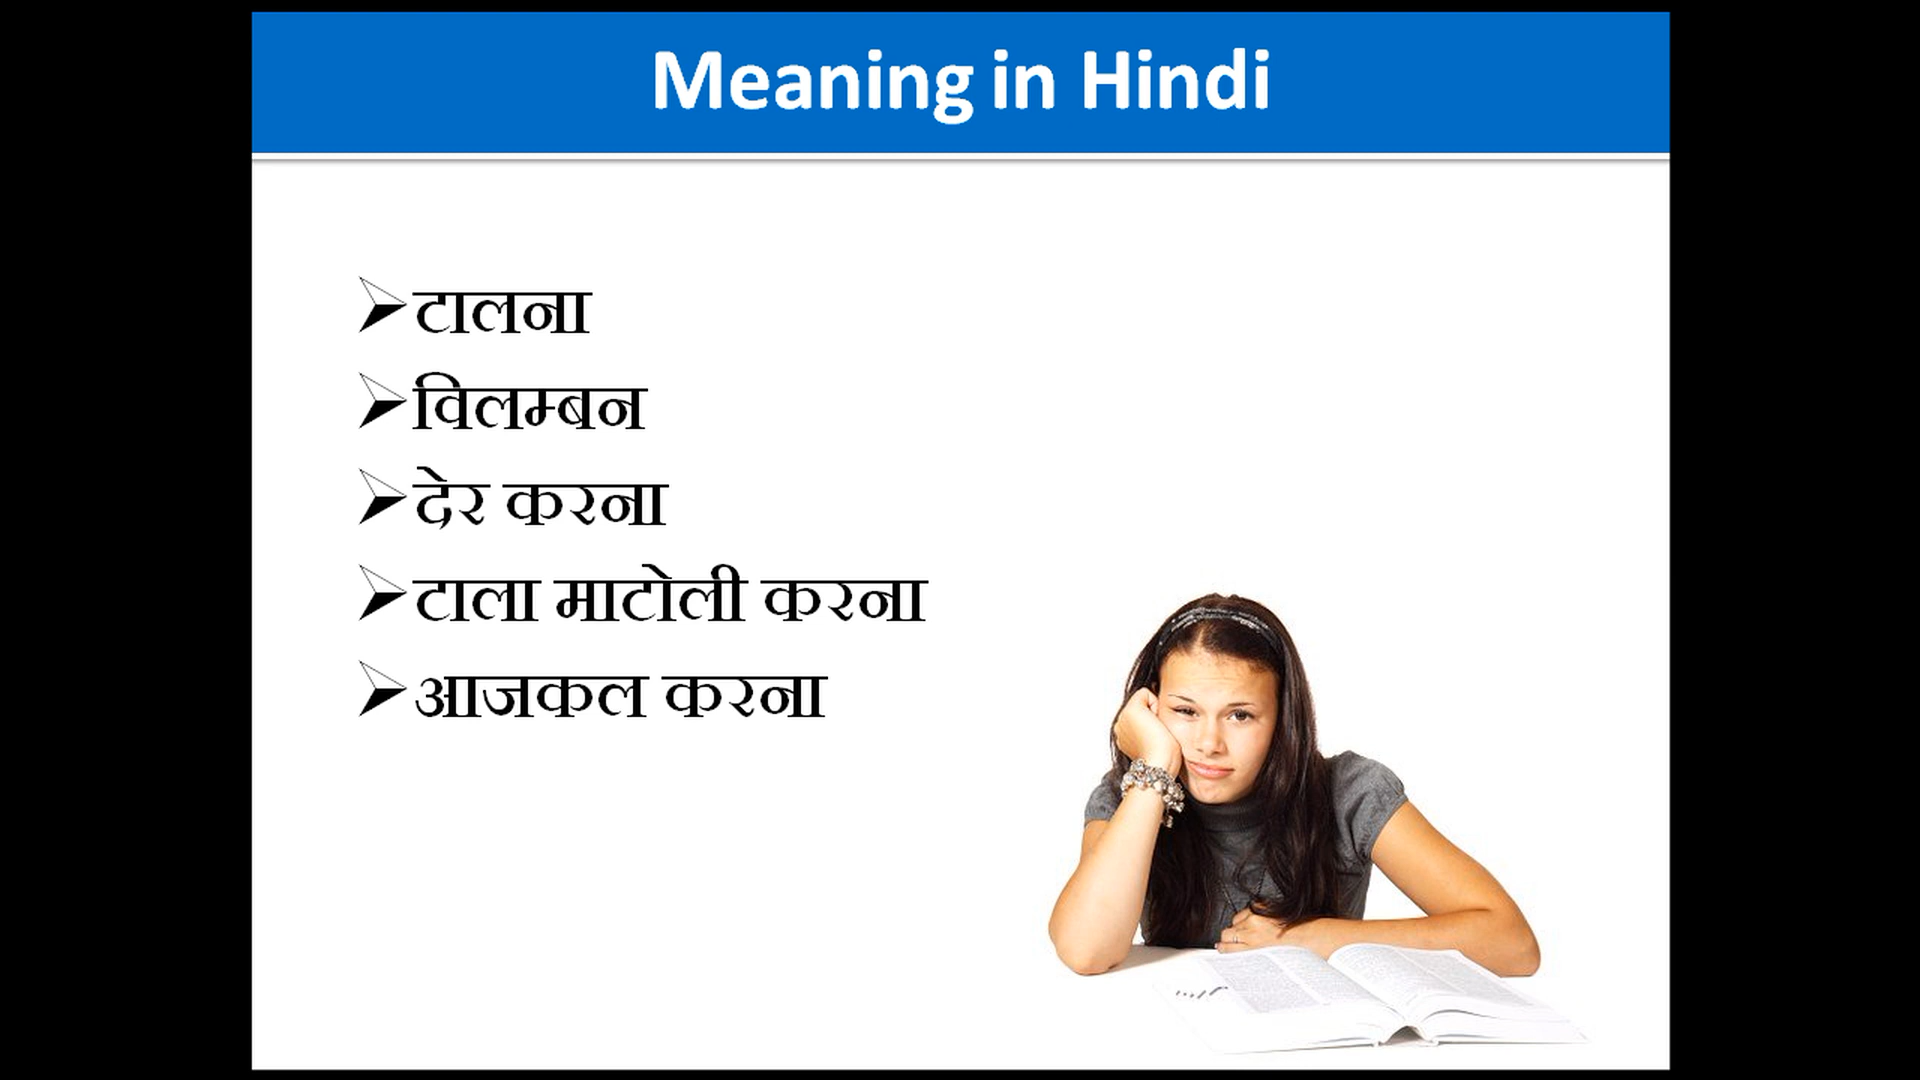 Meaning in Hindi
टालना
विलम्बन
देर करना
टाला माटोली करना
आजकल करना